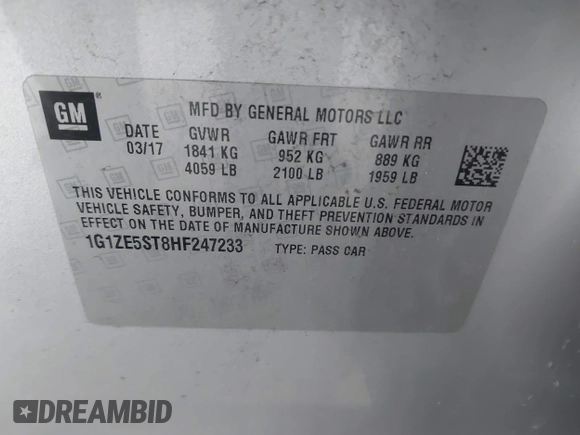 GM ®
MFD BY GENERAL MOTORS LLC
DATE GVWR GAWR FRT GAWR RR
03/17 1841 KG 952 KG 889 KG
4059 LB 2100 LB 1959 LB
THIS VEHICLE CONFORMS TO ALL APPLICABLE U.S. FEDERAL MOTOR
VEHICLE SAFETY, BUMPER, AND THEFT PREVENTION STANDARDS IN
EFFECT ON THE DATE OF MANUFACTURE SHOWN ABOVE.
1G1ZE5ST8HF247233 TYPE: PASS CAR
DREAMBID